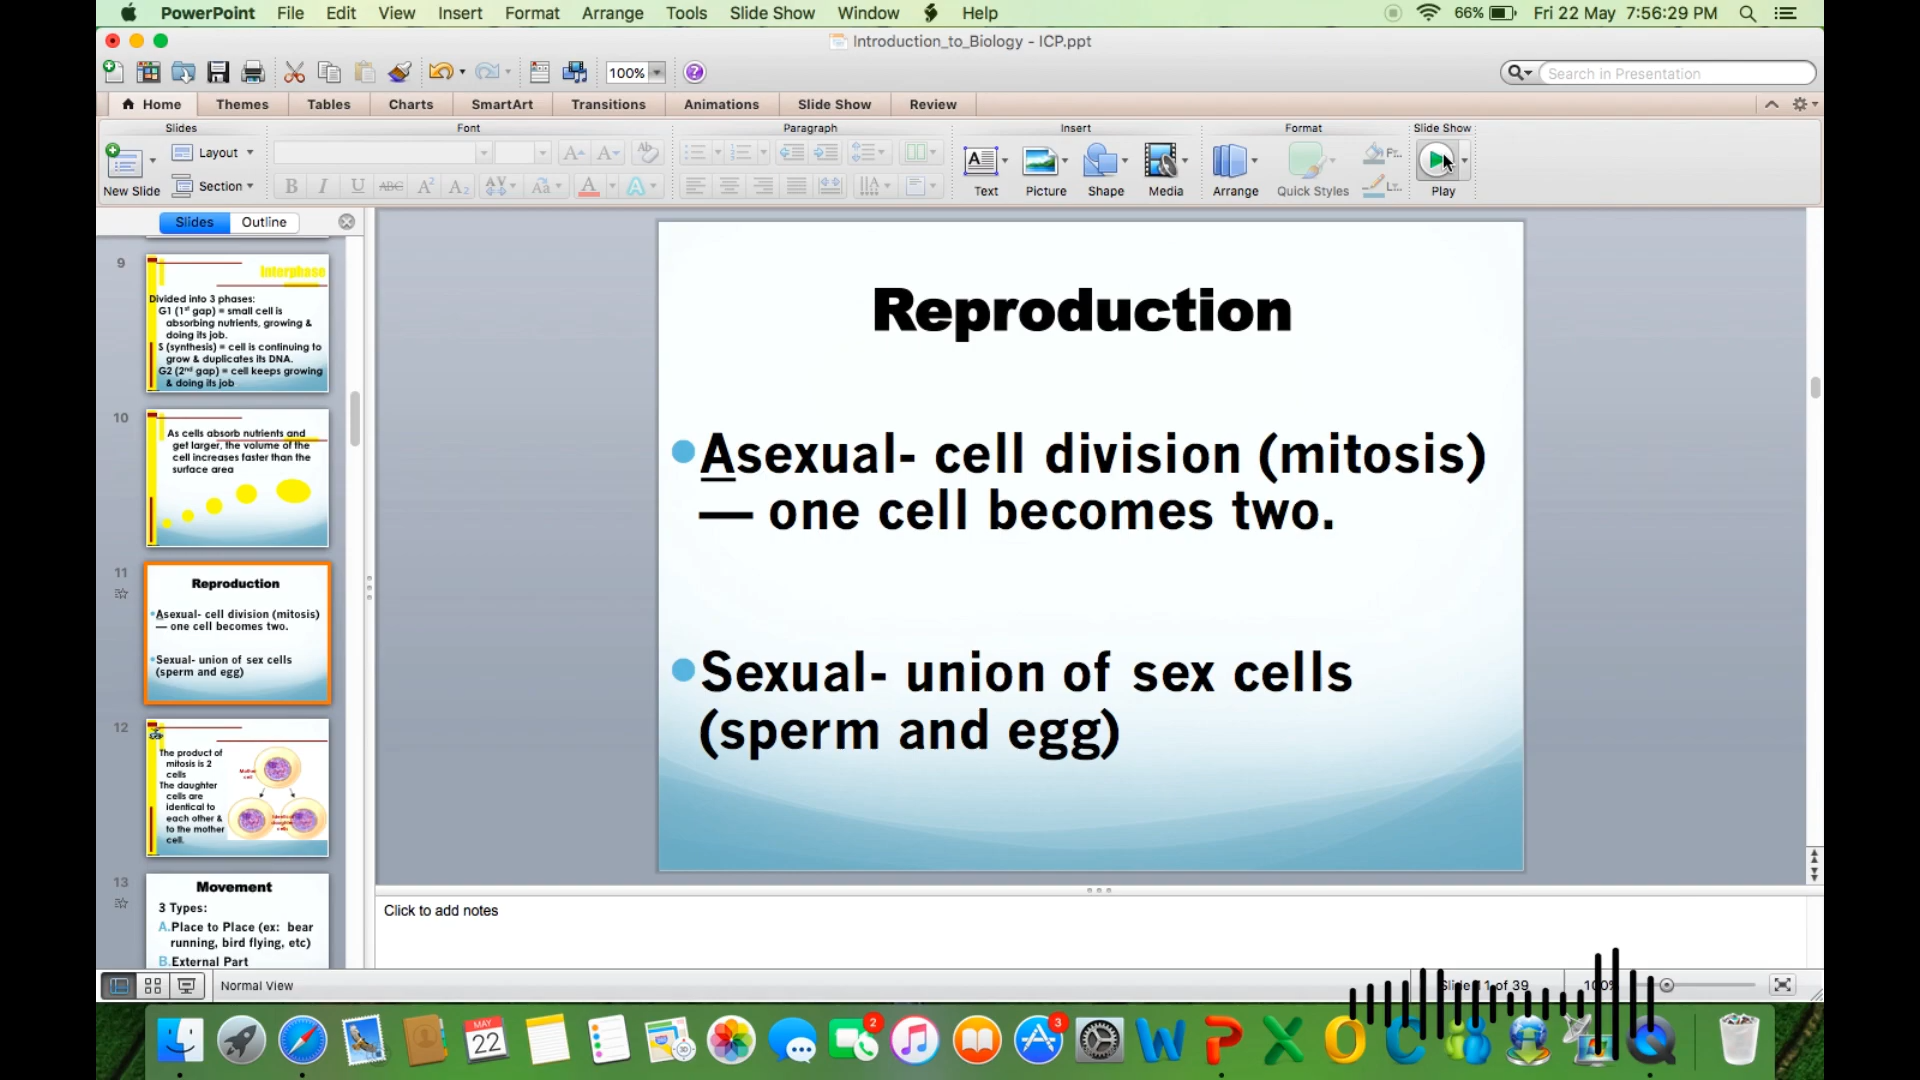 PowerPoint File Edit View Insert Format Arrange Tools Slide Show Window Help 66% Fri 22 May 7:56:29 PM
Introduction_to_Biology - ICP.ppt
100% Search in Presentation
Home Themes Tables Charts SmartArt Transitions Animations Slide Show Review
Slides Font Paragraph Insert Format Slide Show
Layout
New Slide Section Text Picture Shape Media Arrange Quick Styles Play
Slides Outline
9
Interphase
Divided into 3 phases:
G1 (1st gap) = small cell is
absorbing nutrients, growing &
doing its job.
S (synthesis) = cell is continuing to
grow & duplicates its DNA.
G2 (2nd gap) = cell keeps growing
& doing its job
10
As cells absorb nutrients and
get larger, the volume of the
cell increases faster than the
surface area
11
Reproduction
•Asexual- cell division (mitosis)
— one cell becomes two.
•Sexual- union of sex cells
(sperm and egg)
12
The product of
mitosis is 2
cells
The daughter
cells are
identical to
each other &
to the mother
cell.
13
Movement
3 Types:
A.Place to Place (ex: bear
running, bird flying, etc)
B.External Part
Reproduction
•Asexual- cell division (mitosis)
— one cell becomes two.
•Sexual- union of sex cells
(sperm and egg)
Click to add notes
Normal View Slide 11 of 39 100%
MAY
22
2
3